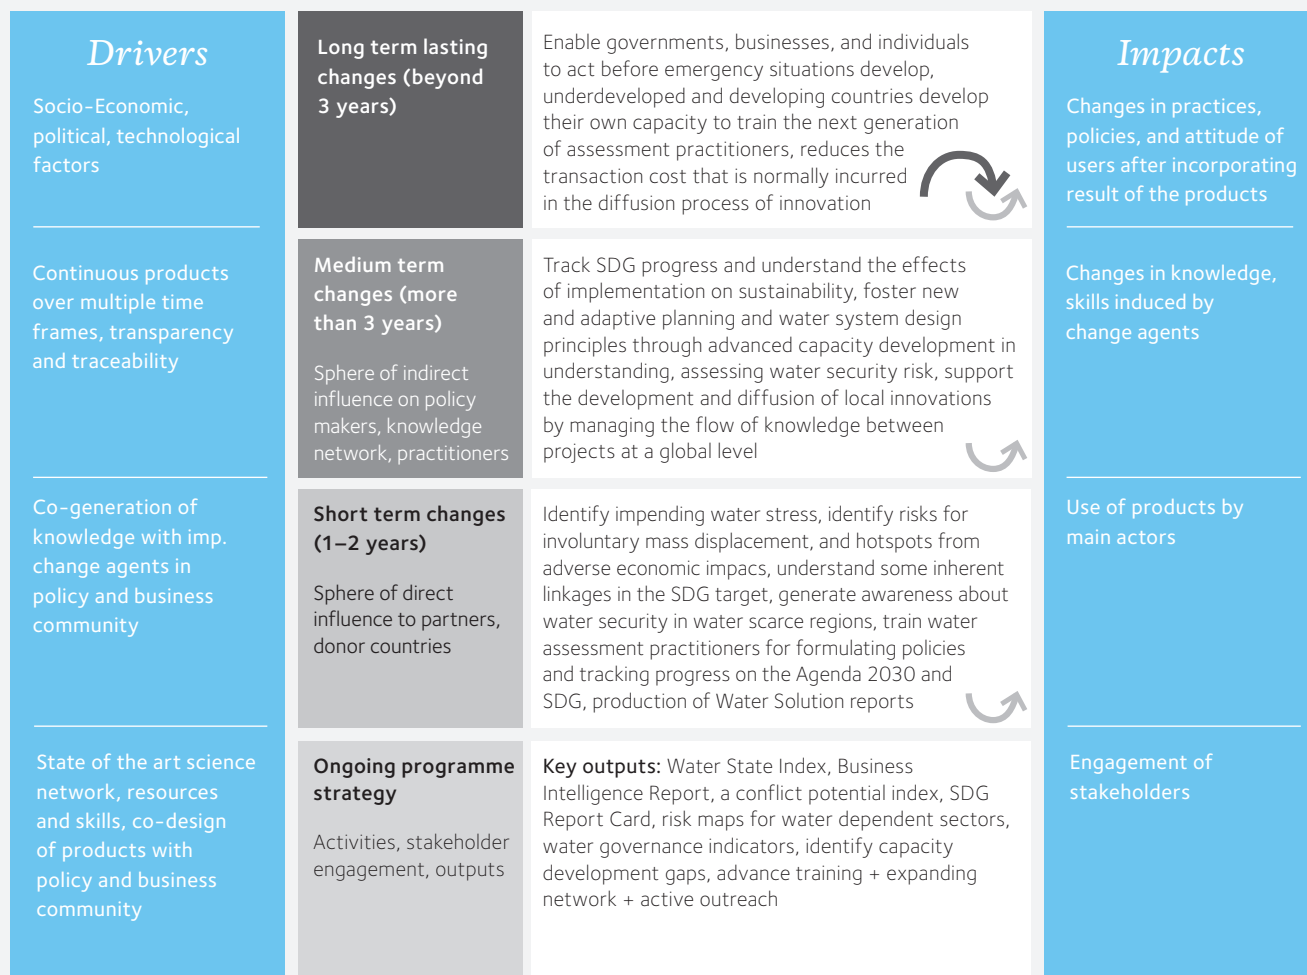 Drivers
Socio-Economic,
political, technological
factors
Continuous products
over multiple time
frames, transparency
and traceability
Co-generation of
knowledge with imp.
change agents in
policy and business
community
State of the art science
network, resources
and skills, co-design
of products with
policy and business
community
Long term lasting
changes (beyond
3 years)
Enable governments, businesses, and individuals
to act before emergency situations develop,
underdeveloped and developing countries develop
their own capacity to train the next generation
of assessment practitioners, reduces the
transaction cost that is normally incurred
in the diffusion process of innovation
Medium term
changes (more
than 3 years)
Sphere of indirect
influence on policy
makers, knowledge
network, practitioners
Track SDG progress and understand the effects
of implementation on sustainability, foster new
and adaptive planning and water system design
principles through advanced capacity development in
understanding, assessing water security risk, support
the development and diffusion of local innovations
by managing the flow of knowledge between
projects at a global level
Short term changes
(1–2 years)
Sphere of direct
influence to partners,
donor countries
Identify impending water stress, identify risks for
involuntary mass displacement, and hotspots from
adverse economic impacs, understand some inherent
linkages in the SDG target, generate awareness about
water security in water scarce regions, train water
assessment practitioners for formulating policies
and tracking progress on the Agenda 2030 and
SDG, production of Water Solution reports
Ongoing programme
strategy
Activities, stakeholder
engagement, outputs
Key outputs: Water State Index, Business
Intelligence Report, a conflict potential index, SDG
Report Card, risk maps for water dependent sectors,
water governance indicators, identify capacity
development gaps, advance training + expanding
network + active outreach
Impacts
Changes in practices,
policies, and attitude of
users after incorporating
result of the products
Changes in knowledge,
skills induced by
change agents
Use of products by
main actors
Engagement of
stakeholders